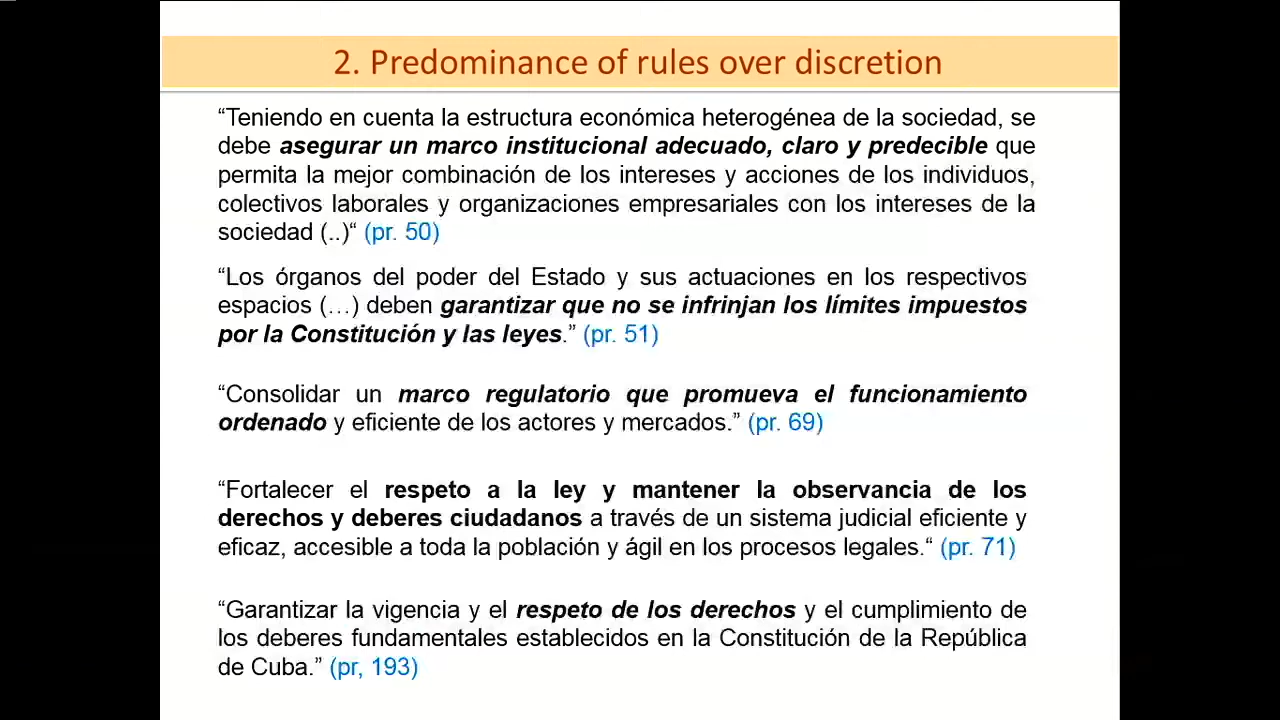 2. Predominance of rules over discretion
“Teniendo en cuenta la estructura económica heterogénea de la sociedad, se
debe asegurar un marco institucional adecuado, claro y predecible que
permita la mejor combinación de los intereses y acciones de los individuos,
colectivos laborales y organizaciones empresariales con los intereses de la
sociedad (..)“ (pr. 50)
“Los órganos del poder del Estado y sus actuaciones en los respectivos
espacios (…) deben garantizar que no se infrinjan los límites impuestos
por la Constitución y las leyes.” (pr. 51)
“Consolidar un marco regulatorio que promueva el funcionamiento
ordenado y eficiente de los actores y mercados.” (pr. 69)
“Fortalecer el respeto a la ley y mantener la observancia de los
derechos y deberes ciudadanos a través de un sistema judicial eficiente y
eficaz, accesible a toda la población y ágil en los procesos legales.“ (pr. 71)
“Garantizar la vigencia y el respeto de los derechos y el cumplimiento de
los deberes fundamentales establecidos en la Constitución de la República
de Cuba.” (pr, 193)